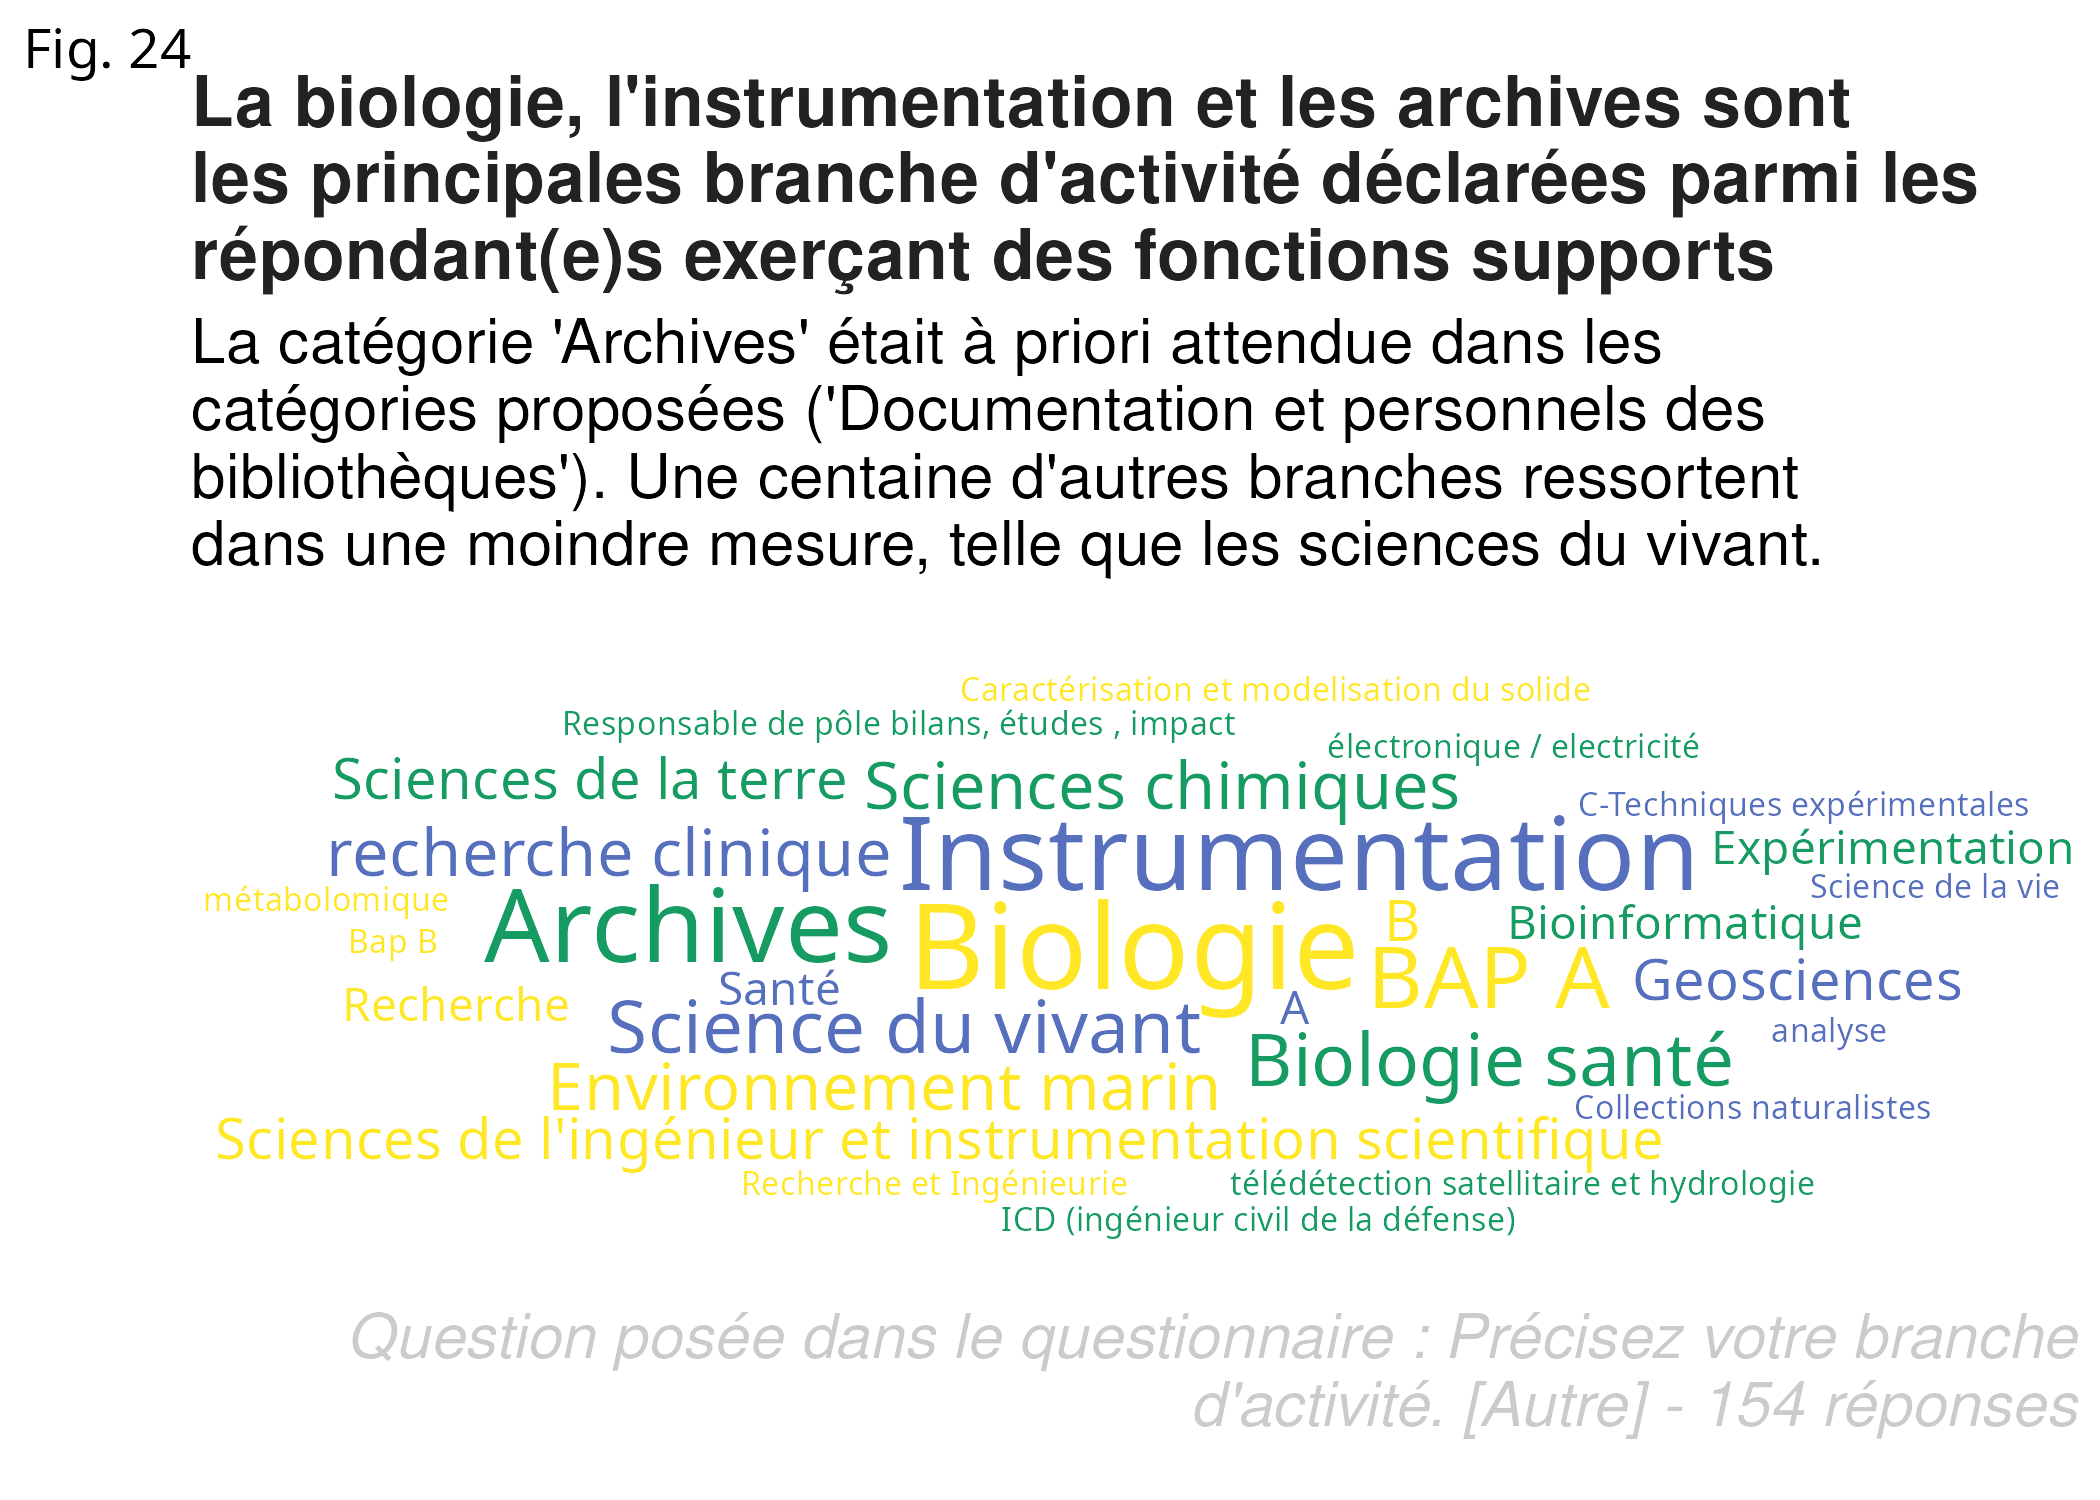 Fig. 24
La biologie, l'instrumentation et les archives sont
les principales branche d'activité déclarées parmi les
répondant(e)s exerçant des fonctions supports
La catégorie 'Archives' était à priori attendue dans les
catégories proposées ('Documentation et personnels des
bibliothèques'). Une centaine d'autres branches ressortent
dans une moindre mesure, telle que les sciences du vivant.
Caractérisation et modelisation du solide
Responsable de pôle bilans, études , impact
électronique / electricité
Sciences de la terre
Sciences chimiques
C-Techniques expérimentales
recherche clinique
Instrumentation
Expérimentation
Science de la vie
métabolomique
Archives
Biologie
B
Bioinformatique
Bap B
BAP A
Geosciences
Santé
Recherche
A
Science du vivant
analyse
Biologie santé
Environnement marin
Collections naturalistes
Sciences de l'ingénieur et instrumentation scientifique
Recherche et Ingénieurie
télédétection satellitaire et hydrologie
ICD (ingénieur civil de la défense)
Question posée dans le questionnaire : Précisez votre branche
d'activité. [Autre] - 154 réponses